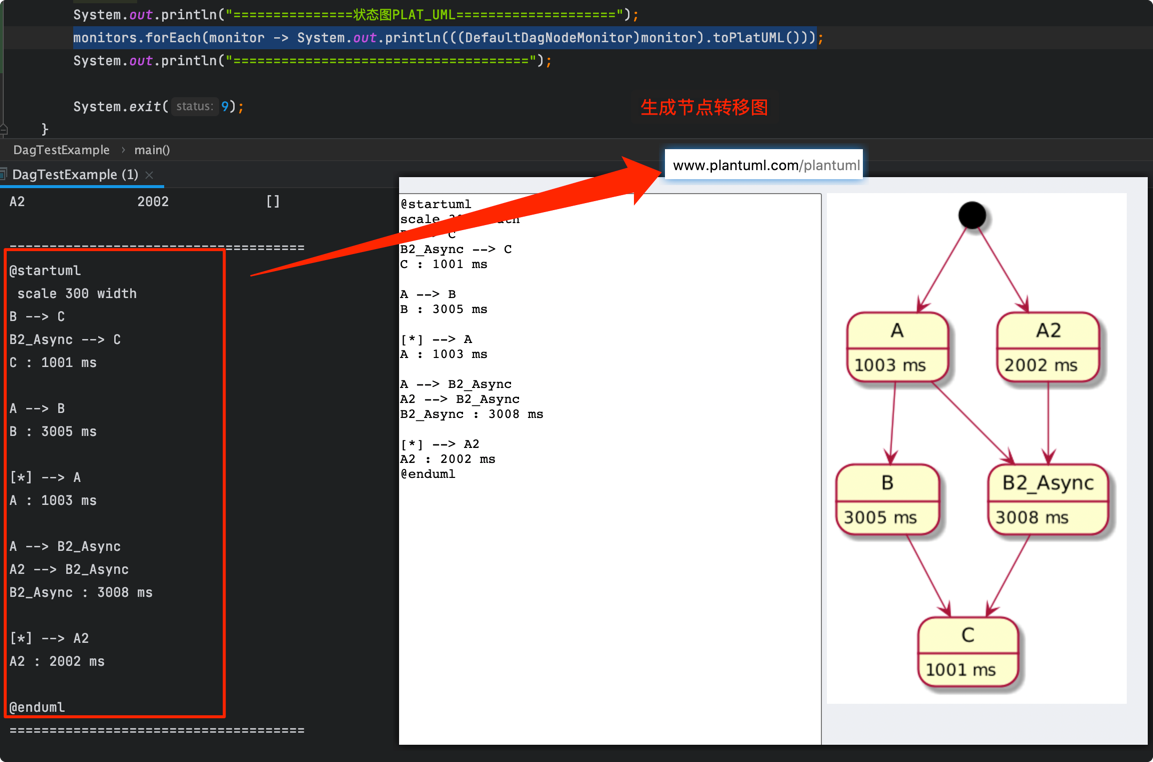 System.out.println("===============状态图PLAT_UML====================");
monitors.forEach(monitor -> System.out.println(((DefaultDagNodeMonitor)monitor).toPlatUML()));
System.out.println("=====================================");
System.exit( status: 9);
}
生成节点转移图
DagTestExample › main()
DagTestExample (1) ×
www.plantuml.com/plantuml
A2 2002 []
=====================================
@startuml
scale 300 width
B --> C
B2_Async --> C
C : 1001 ms
A --> B
B : 3005 ms
[*] --> A
A : 1003 ms
A --> B2_Async
A2 --> B2_Async
B2_Async : 3008 ms
[*] --> A2
A2 : 2002 ms
@enduml
=====================================
@startuml
scale
C
B2_Async --> C
C : 1001 ms
A --> B
B : 3005 ms
[*] --> A
A : 1003 ms
A --> B2_Async
A2 --> B2_Async
B2_Async : 3008 ms
[*] --> A2
A2 : 2002 ms
@enduml
A
1003 ms
A2
2002 ms
B
3005 ms
B2_Async
3008 ms
C
1001 ms